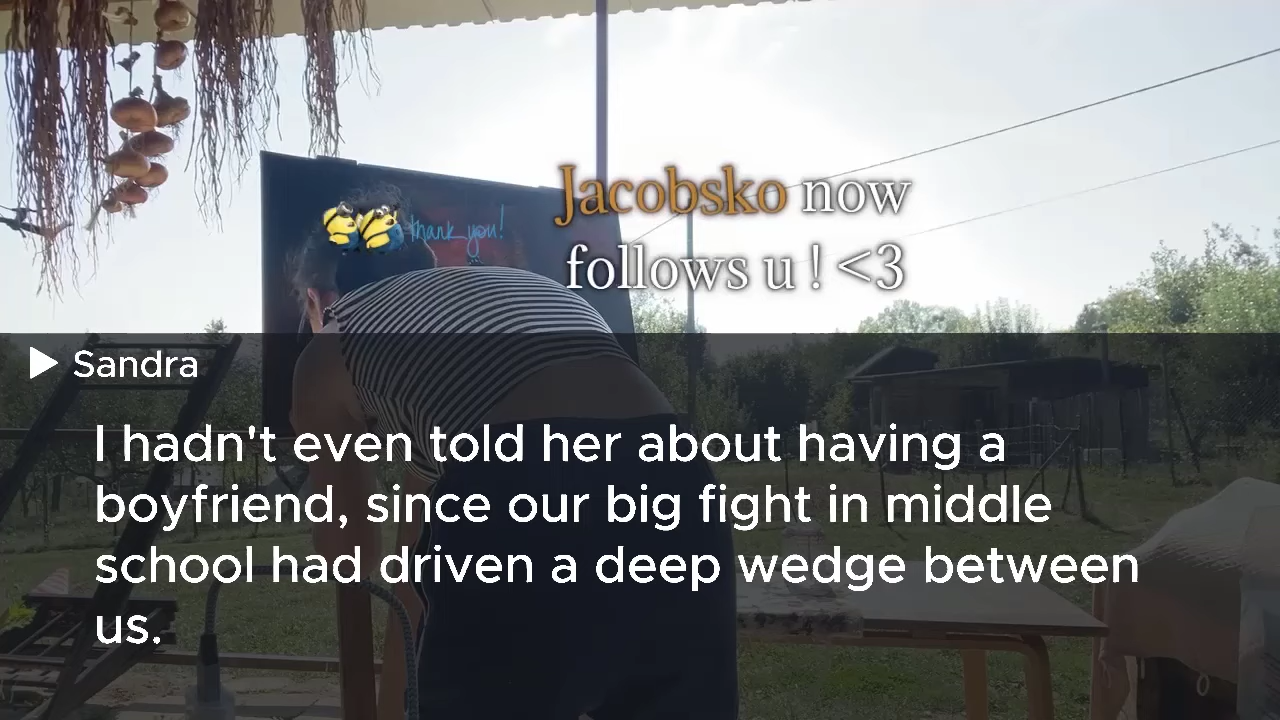 thank you!
Jacobsko now
follows u ! <3
Sandra
I hadn't even told her about having a
boyfriend, since our big fight in middle
school had driven a deep wedge between
us.